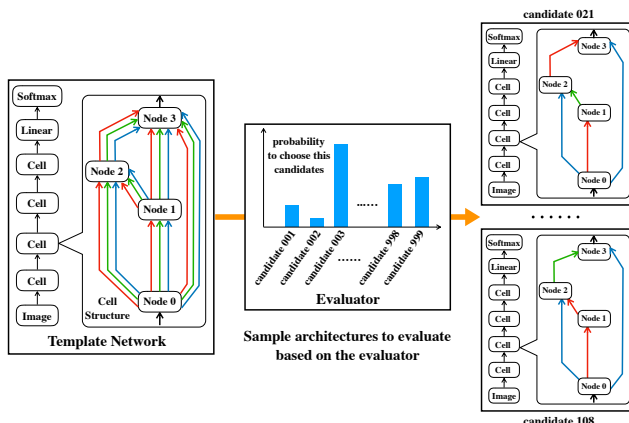 Softmax
Linear
Cell
Cell
Cell
Cell
Image
Node 3
Node 2
Node 1
Node 0
Cell
Structure
Template Network
probability
to choose this
candidates
......
candidate 001
candidate 002
candidate 003
......
candidate 998
candidate 999
Evaluator
Sample architectures to evaluate
based on the evaluator
candidate 021
Softmax
Linear
Cell
Cell
Cell
Cell
Cell
Image
Node 3
Node 2
Node 1
Node 0
......
Softmax
Linear
Cell
Cell
Cell
Cell
Cell
Image
Node 3
Node 2
Node 1
Node 0
candidate 108